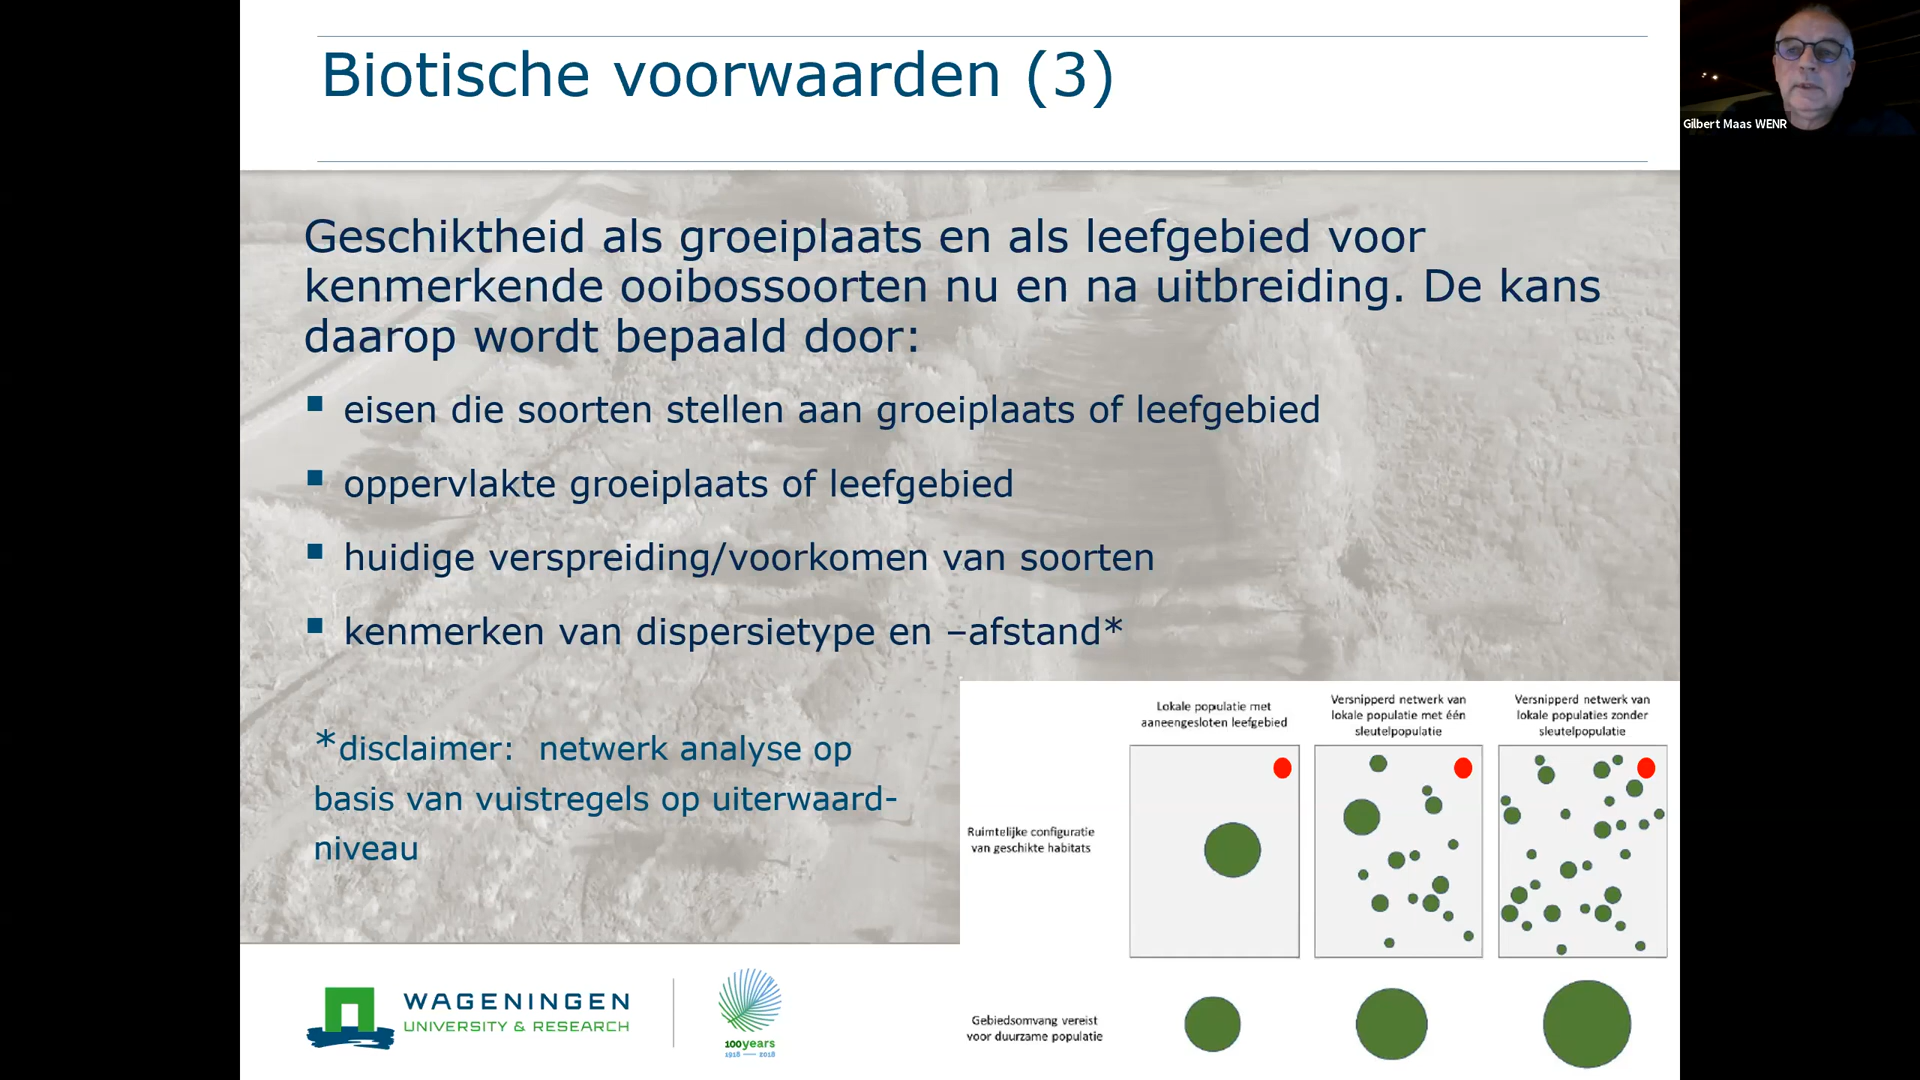 Biotische voorwaarden (3)
Gilbert Maas WENR
Geschiktheid als groeiplaats en als leefgebied voor
kenmerkende ooibossoorten nu en na uitbreiding. De kans
daarop wordt bepaald door:
eisen die soorten stellen aan groeiplaats of leefgebied
oppervlakte groeiplaats of leefgebied
huidige verspreiding/voorkomen van soorten
kenmerken van dispersietype en –afstand*
*disclaimer: netwerk analyse op
basis van vuistregels op uiterwaard-
niveau
Lokale populatie met
aaneengesloten leefgebied
Versnipperd netwerk van
lokale populatie met één
sleutelpopulatie
Versnipperd netwerk van
lokale populaties zonder
sleutelpopulatie
Ruimtelijke configuratie
van geschikte habitats
Gebiedsomvang vereist
voor duurzame populatie
WAGENINGEN
UNIVERSITY & RESEARCH
100years
1918 — 2018